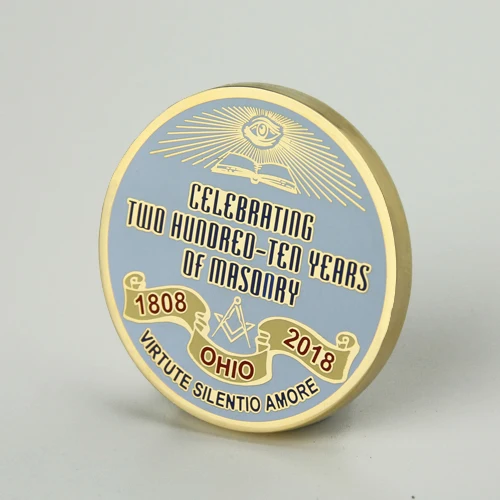 CELEBRATING
TWO HUNDRED-TEN YEARS
OF MASONRY
1808
OHIO
2018
VIRTUTE SILENTIO AMORE